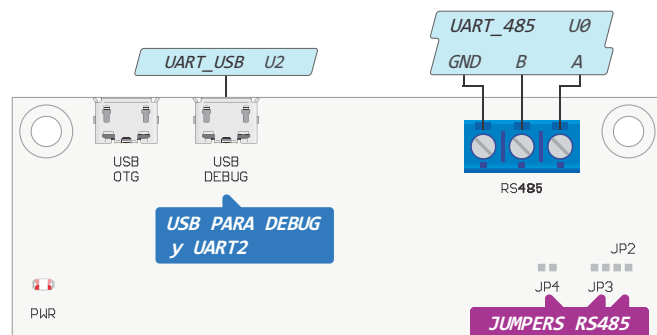 UART_485 U0
GND B A
UART_USB U2
USB
OTG
USB
DEBUG
RS485
USB PARA DEBUG
y UART2
JP2
JP4 JP3
PWR
JUMPERS RS485